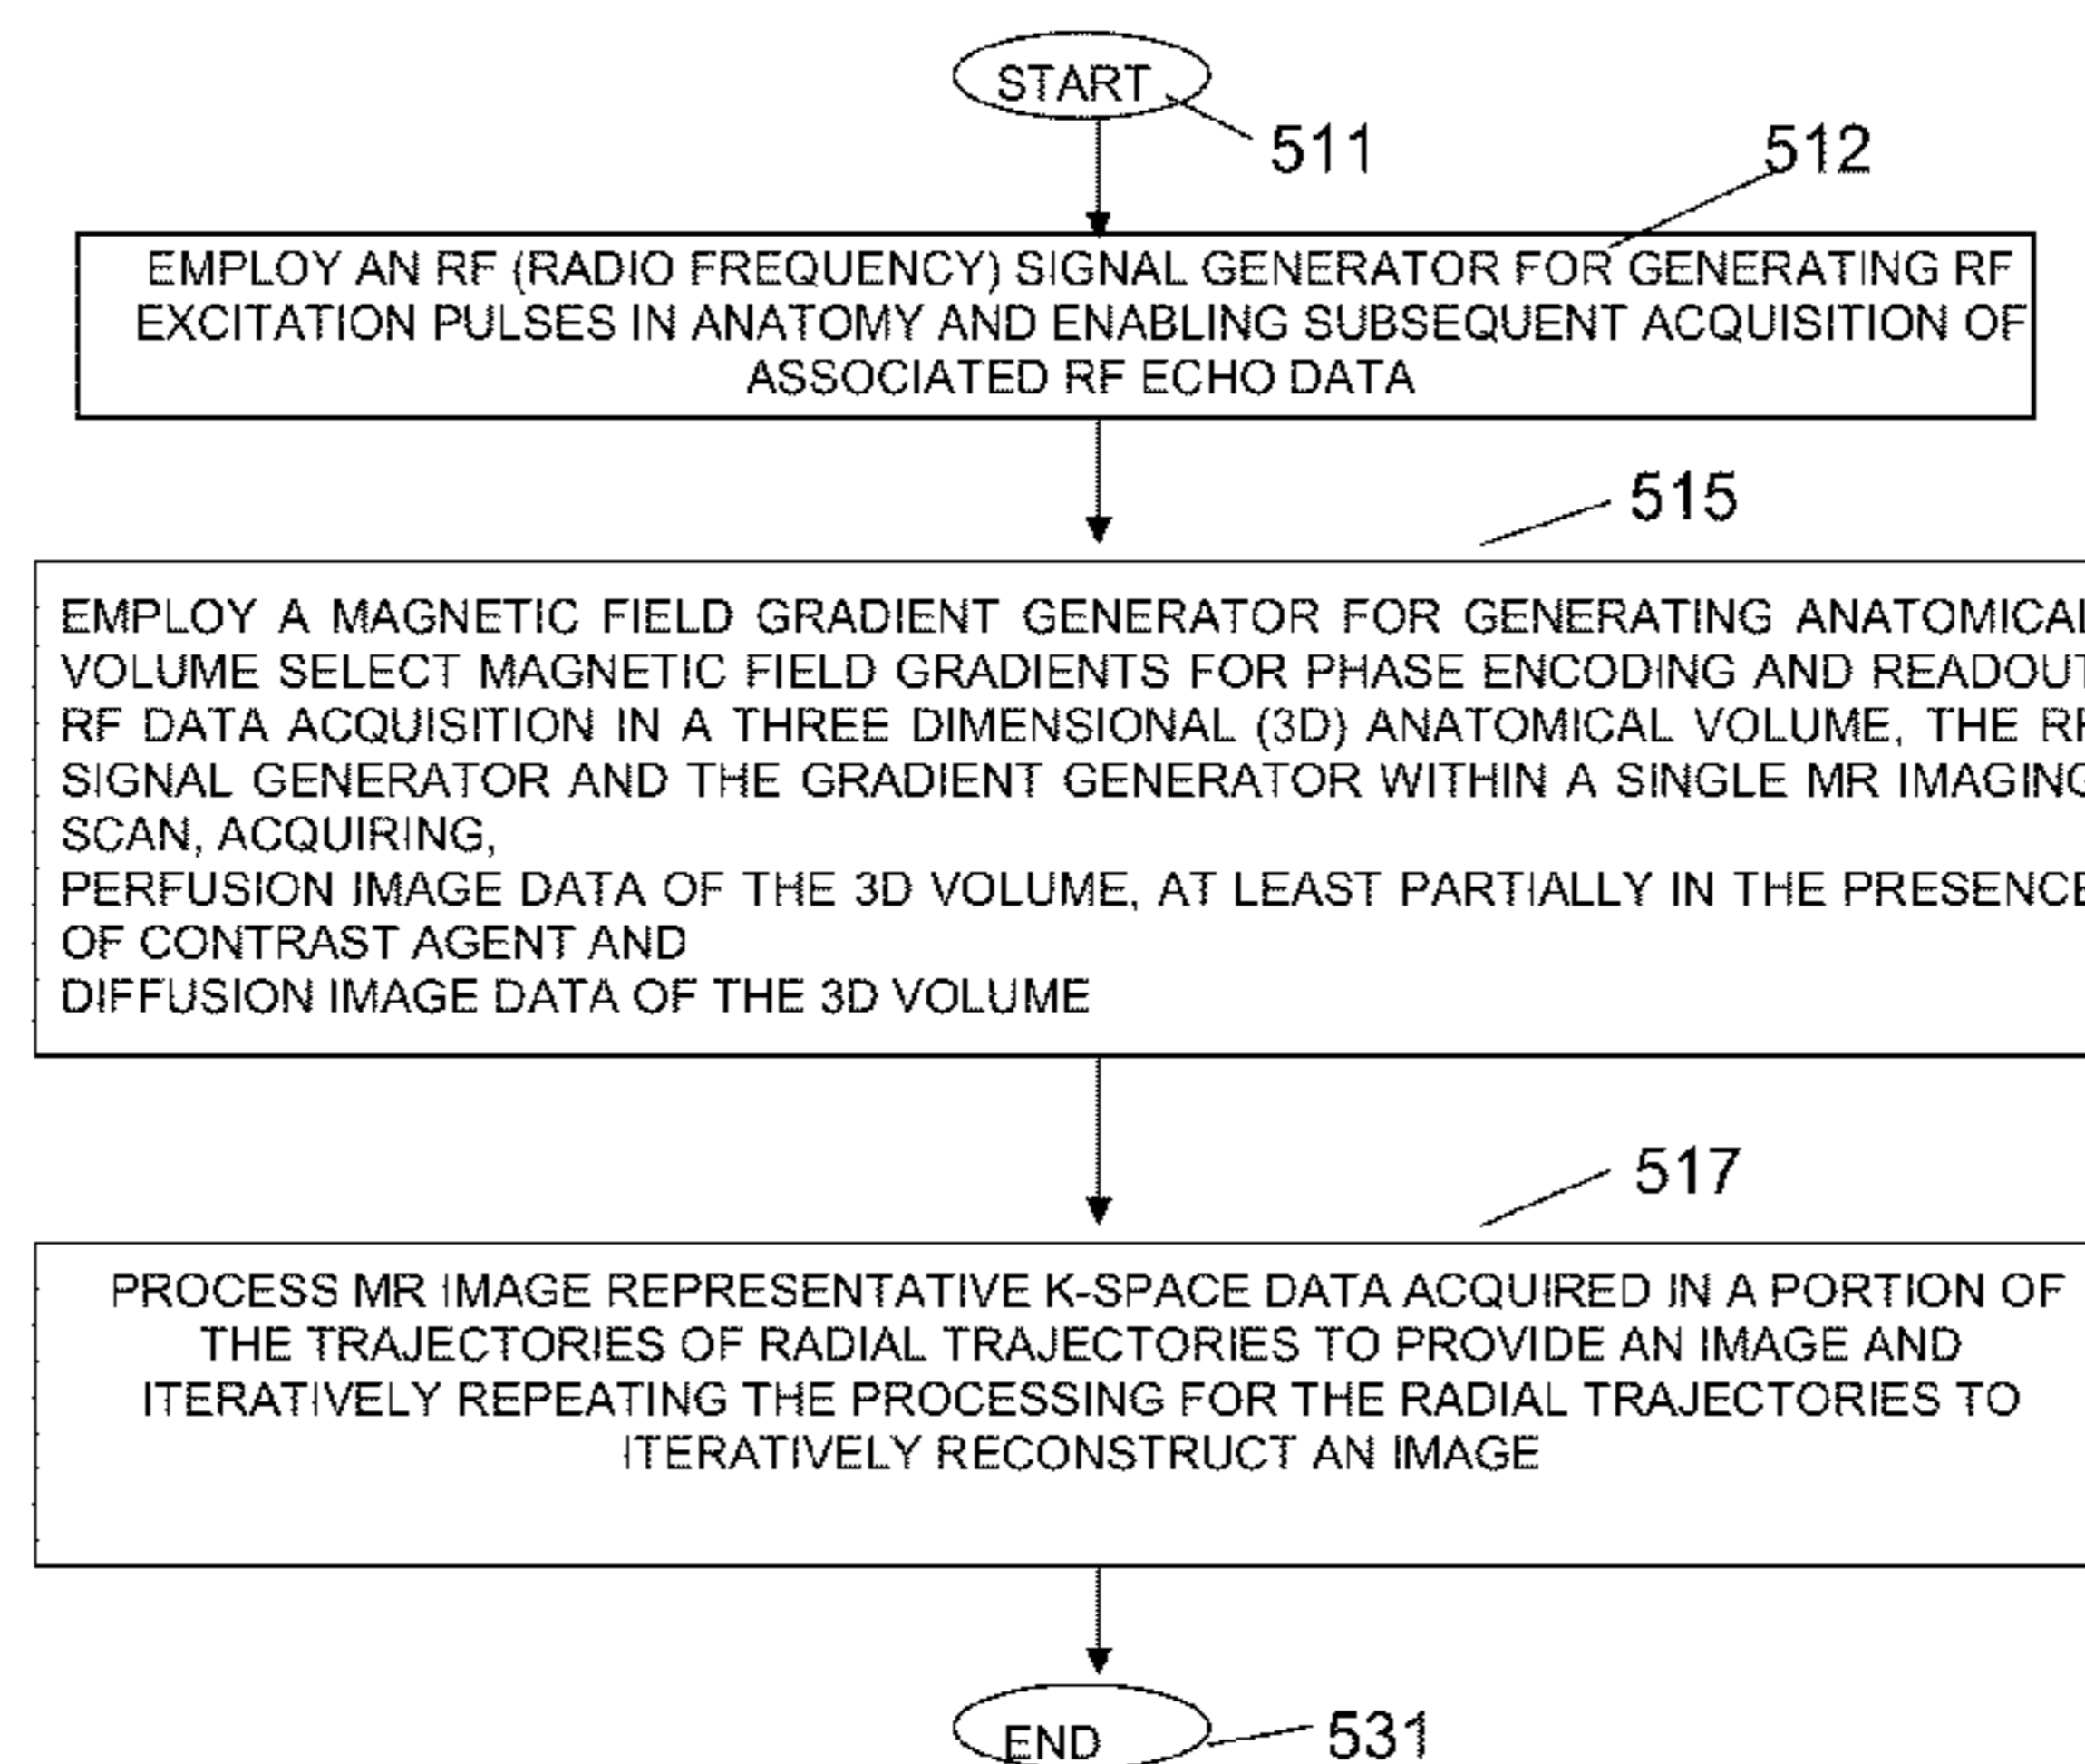 START
511
512
EMPLOY AN RF (RADIO FREQUENCY) SIGNAL GENERATOR FOR GENERATING RF
EXCITATION PULSES IN ANATOMY AND ENABLING SUBSEQUENT ACQUISITION OF
ASSOCIATED RF ECHO DATA
515
EMPLOY A MAGNETIC FIELD GRADIENT GENERATOR FOR GENERATING ANATOMICAL
VOLUME SELECT MAGNETIC FIELD GRADIENTS FOR PHASE ENCODING AND READOUT
RF DATA ACQUISITION IN A THREE DIMENSIONAL (3D) ANATOMICAL VOLUME, THE RF
SIGNAL GENERATOR AND THE GRADIENT GENERATOR WITHIN A SINGLE MR IMAGING
SCAN, ACQUIRING,
PERFUSION IMAGE DATA OF THE 3D VOLUME, AT LEAST PARTIALLY IN THE PRESENCE
OF CONTRAST AGENT AND
DIFFUSION IMAGE DATA OF THE 3D VOLUME
517
PROCESS MR IMAGE REPRESENTATIVE K-SPACE DATA ACQUIRED IN A PORTION OF
THE TRAJECTORIES OF RADIAL TRAJECTORIES TO PROVIDE AN IMAGE AND
ITERATIVELY REPEATING THE PROCESSING FOR THE RADIAL TRAJECTORIES TO
ITERATIVELY RECONSTRUCT AN IMAGE
END
531